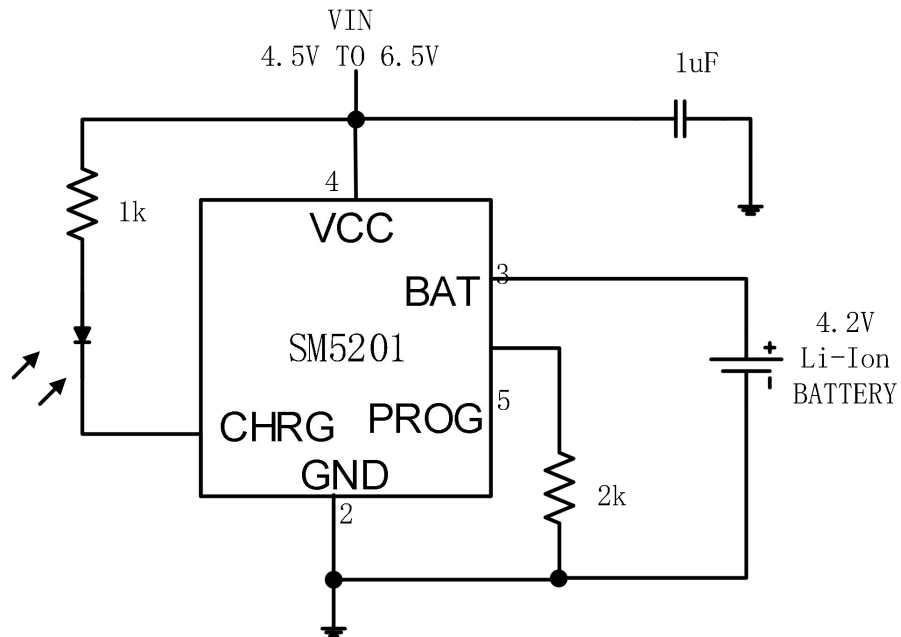 VIN
4.5V TO 6.5V
1uF
4
1k
VCC
3
BAT
4.2V
SM5201
Li-Ion
BATTERY
5
PROG
CHRG
GND
2k
2
+
-